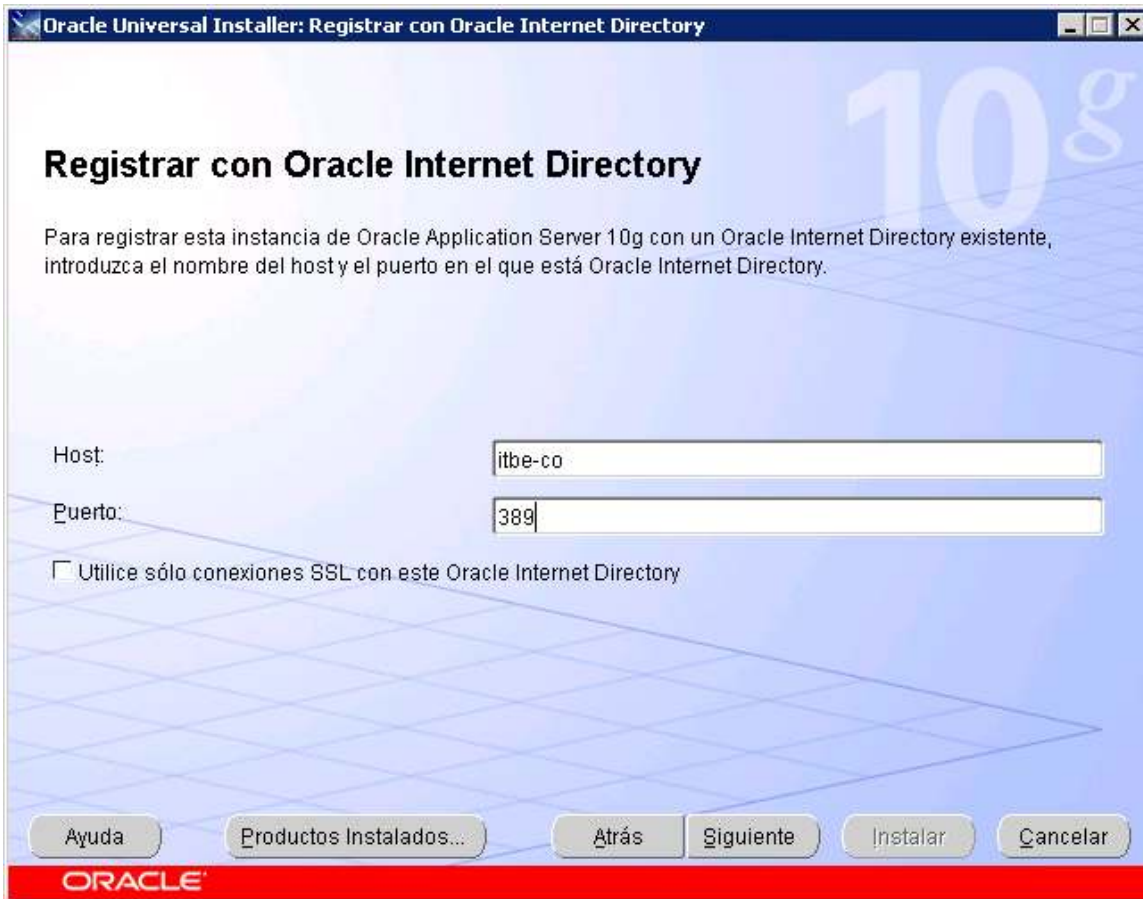 Oracle Universal Installer: Registrar con Oracle Internet Directory
10g
Registrar con Oracle Internet Directory
Para registrar esta instancia de Oracle Application Server 10g con un Oracle Internet Directory existente,
introduzca el nombre del host y el puerto en el que está Oracle Internet Directory.
Host:
itbe-co
Puerto:
389
Utilice sólo conexiones SSL con este Oracle Internet Directory
Ayuda
Productos Instalados...
Atrás
Siguiente
Instalar
Cancelar
ORACLE